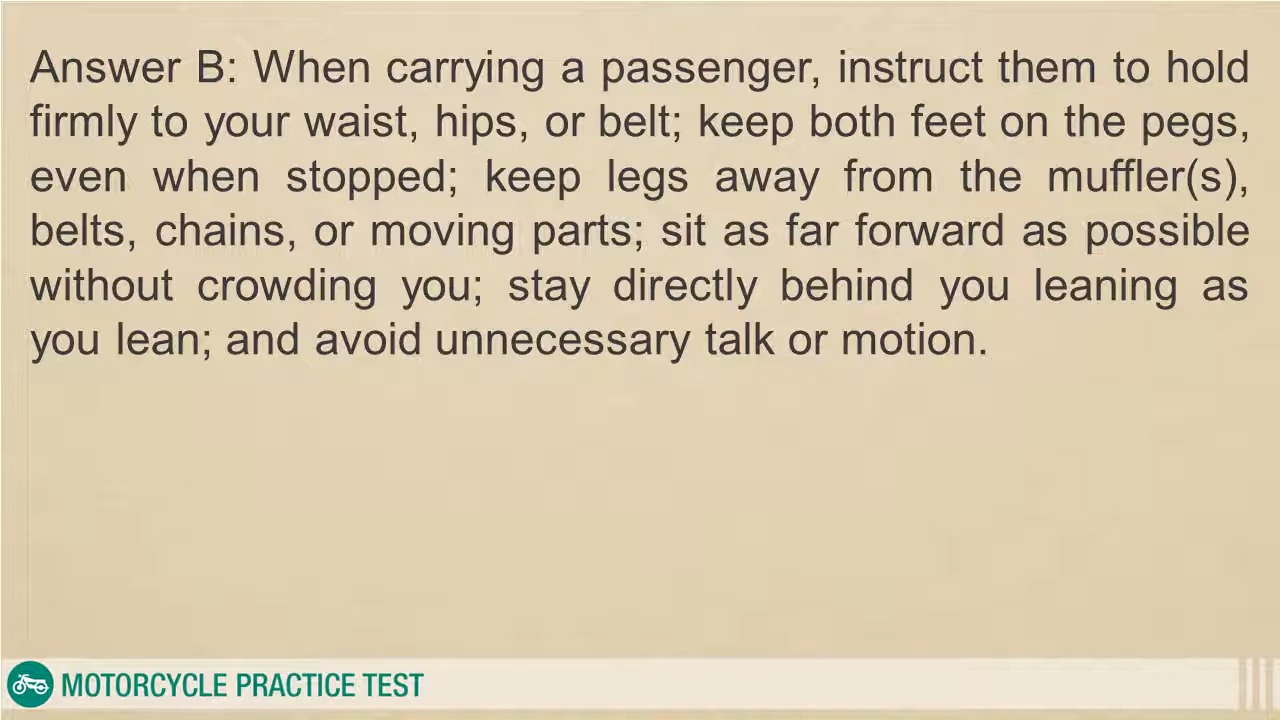 Answer B: When carrying a passenger, instruct them to hold
firmly to your waist, hips, or belt; keep both feet on the pegs,
even when stopped; keep legs away from the muffler(s),
belts, chains, or moving parts; sit as far forward as possible
without crowding you; stay directly behind you leaning as
you lean; and avoid unnecessary talk or motion.
MOTORCYCLE PRACTICE TEST